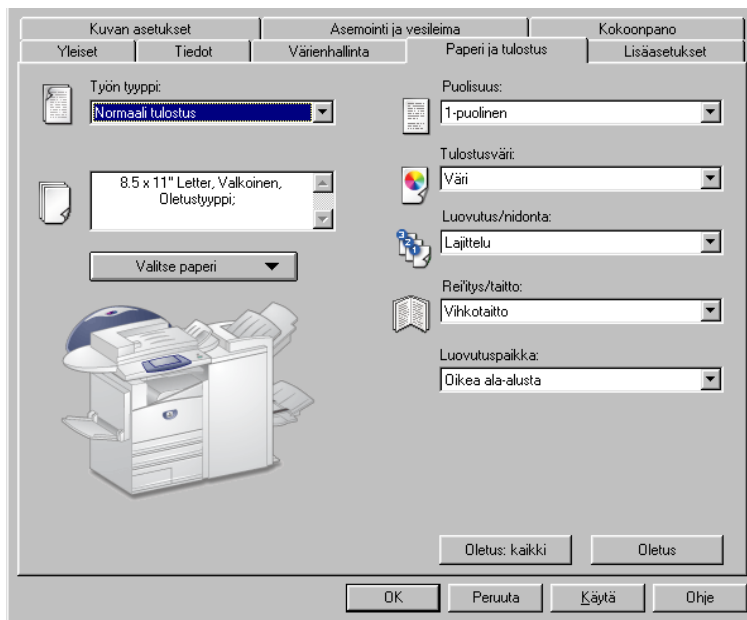 Kuvan asetukset
Asemointi ja vesileima
Kokoonpano
Yleiset
Tiedot
Värienhallinta
Paperi ja tulostus
Lisäasetukset
Työn tyyppi:
Normaali tulostus
8.5 x 11" Letter, Valkoinen,
Oletustyyppi;
Valitse paperi
Puolisuus:
1-puolinen
Tulostusväri:
Väri
Luovutus/nidonta:
Lajittelu
Rei'itys/taitto:
Vihkotaitto
Luovutuspaikka:
Oikea ala-alusta
Oletus: kaikki
Oletus
OK
Peruuta
Käytä
Ohje